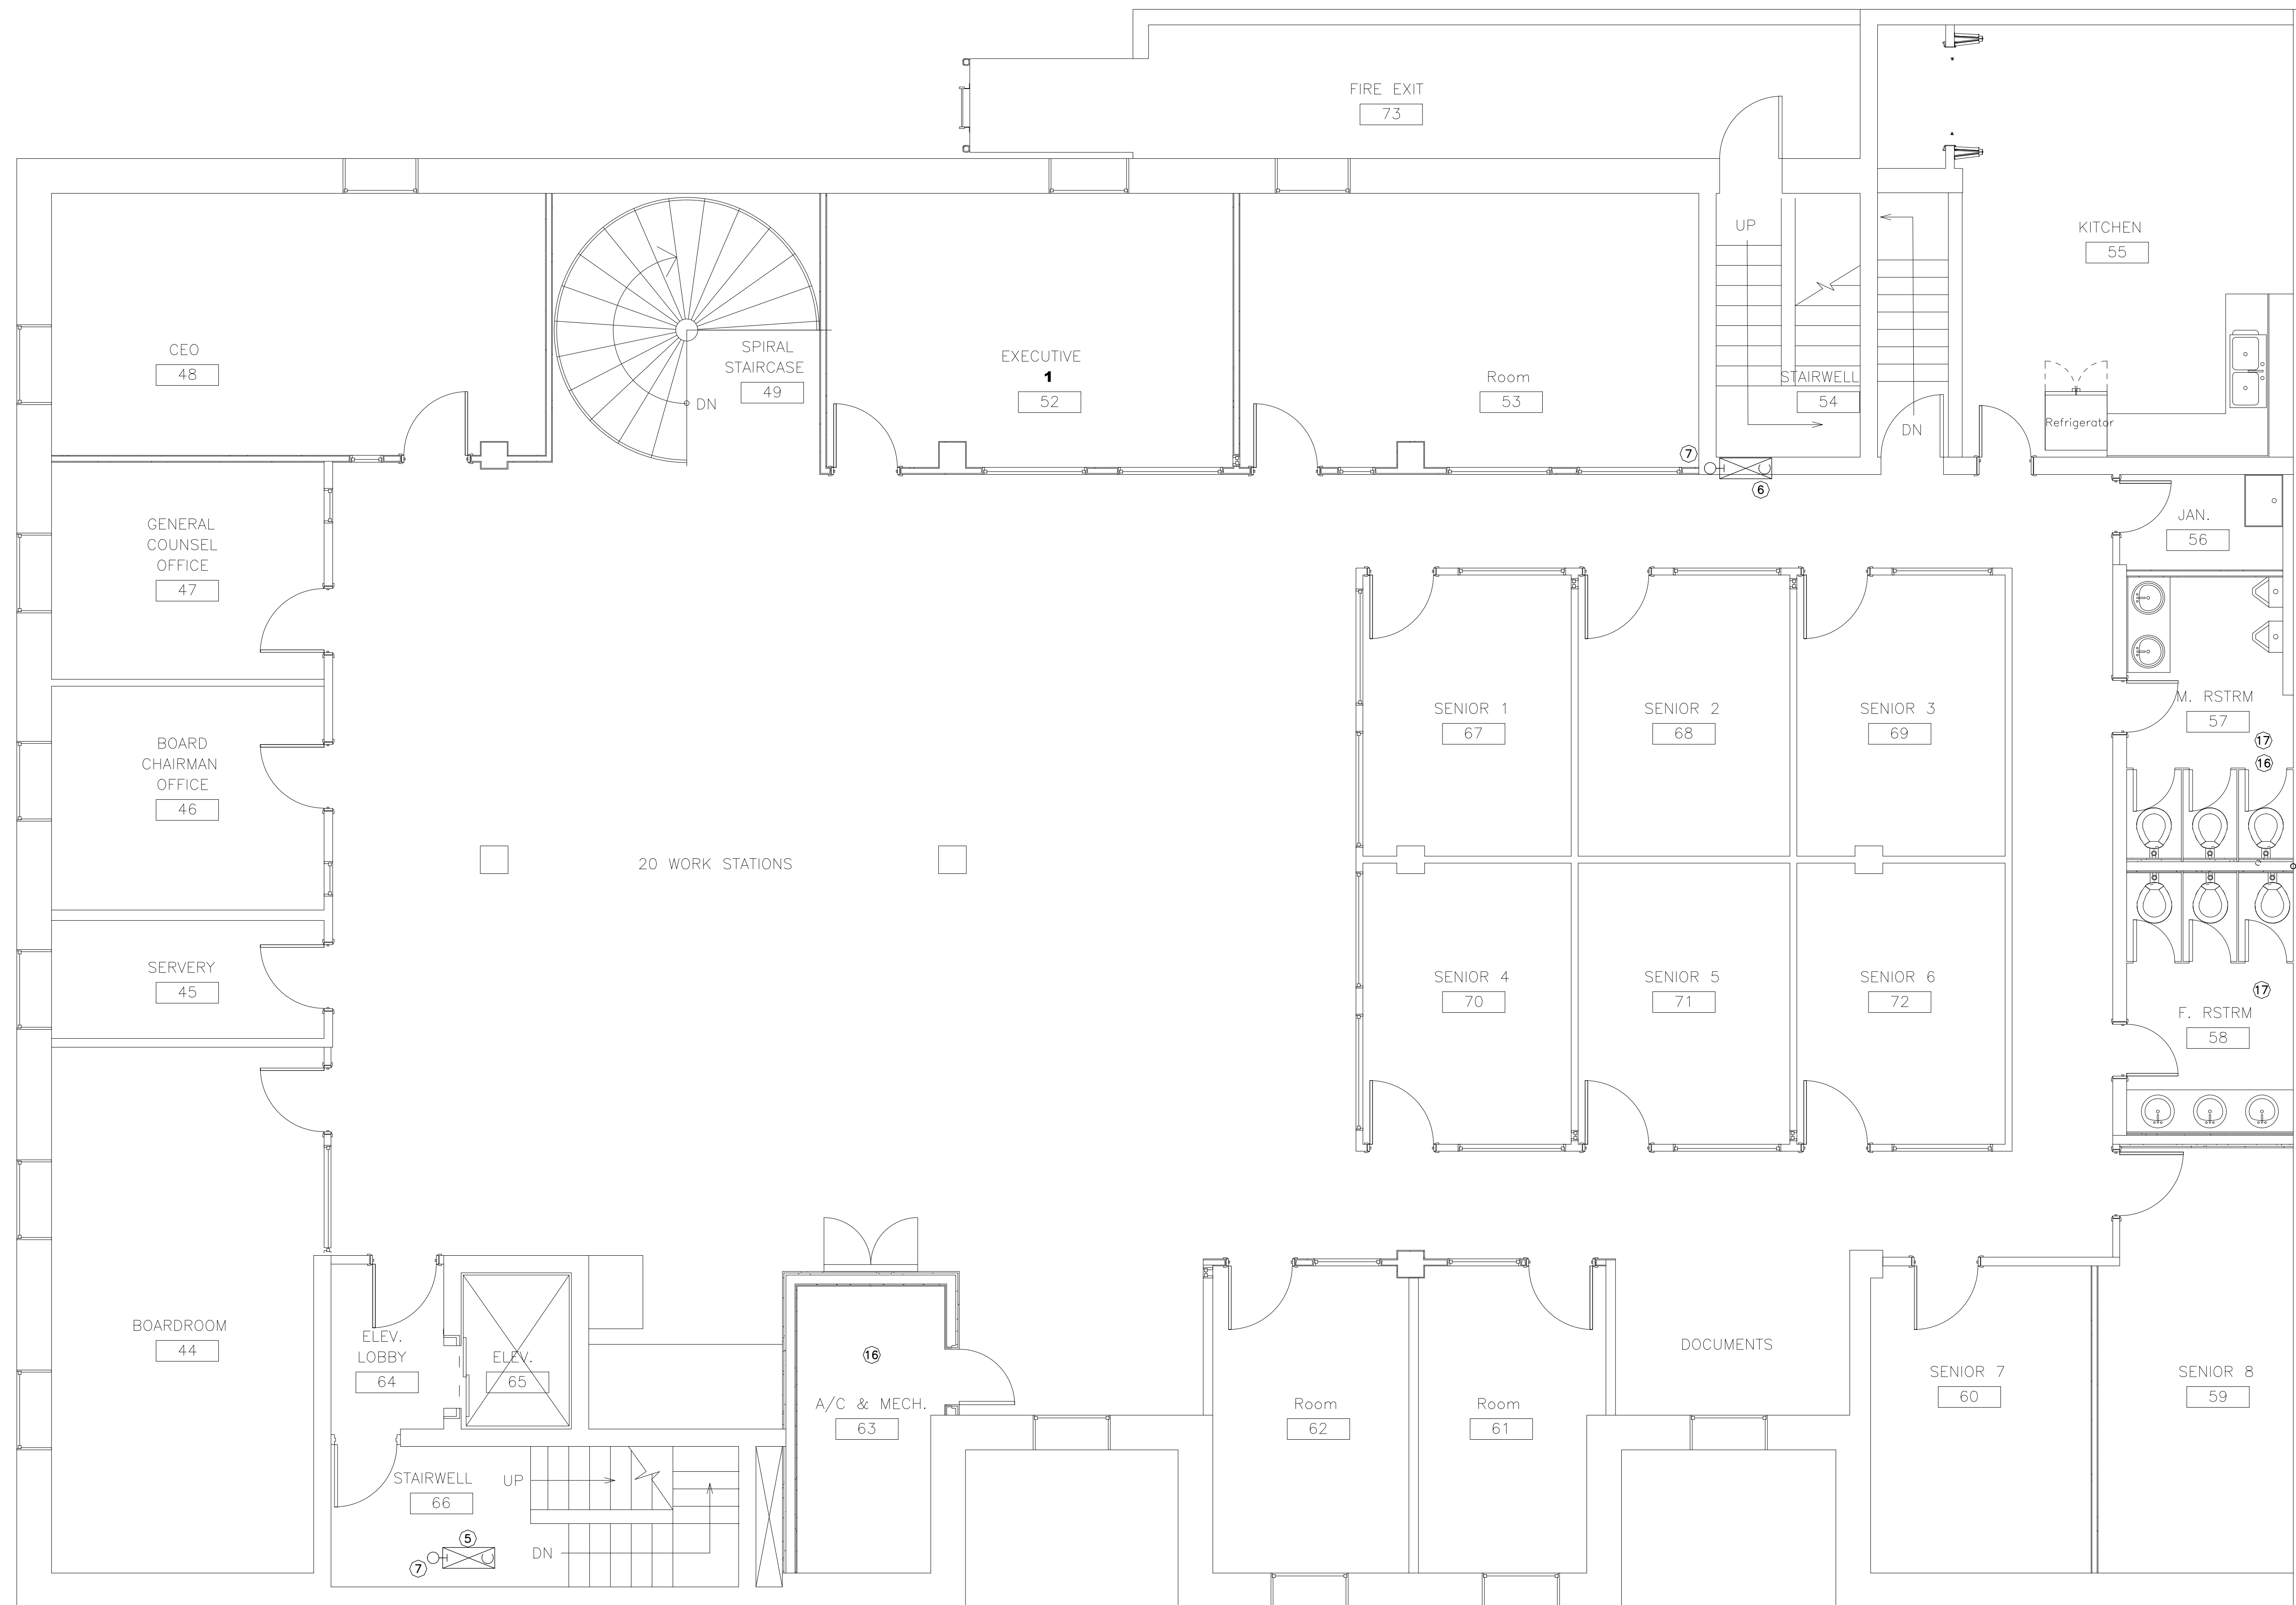 FIRE EXIT
73
UP
KITCHEN
55
CEO
48
SPIRAL
STAIRCASE
49
DN
EXECUTIVE
1
52
Room
53
STAIRWELL
54
DN
Refrigerator
7
6
GENERAL
COUNSEL
OFFICE
47
JAN.
56
SENIOR 1
67
SENIOR 2
68
SENIOR 3
69
M. RSTRM
57
17
16
BOARD
CHAIRMAN
OFFICE
46
20 WORK STATIONS
SERVERY
45
SENIOR 4
70
SENIOR 5
71
SENIOR 6
72
17
F. RSTRM
58
BOARDROOM
44
ELEV.
LOBBY
64
ELEV.
65
16
A/C & MECH.
63
Room
62
Room
61
DOCUMENTS
SENIOR 7
60
SENIOR 8
59
STAIRWELL
66
UP
5
7
DN